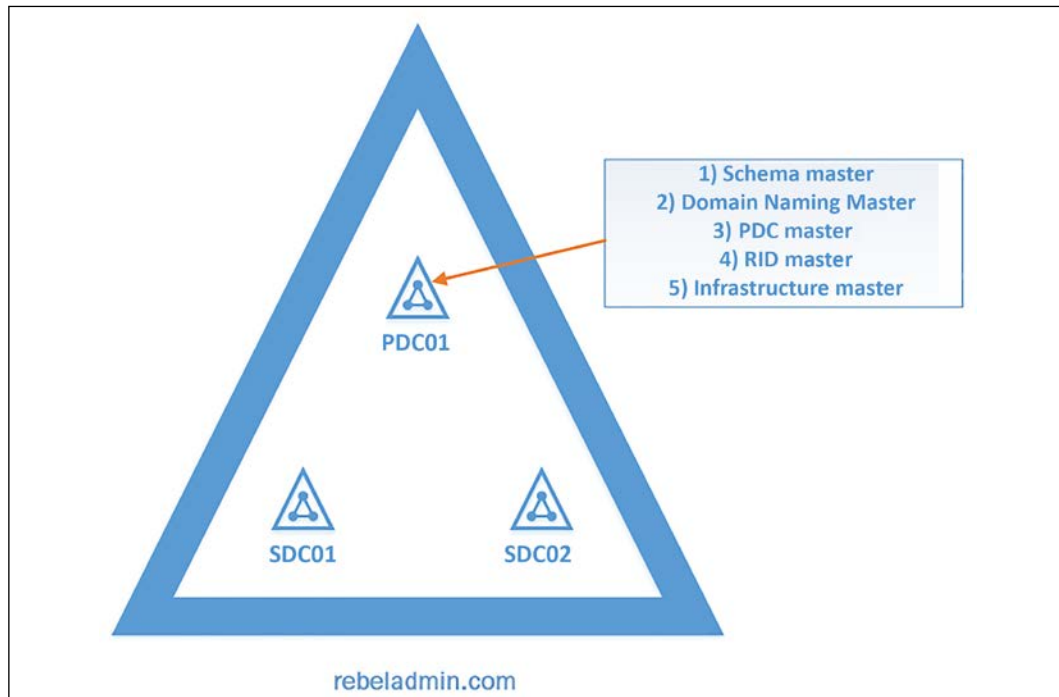 1) Schema master
2) Domain Naming Master
3) PDC master
4) RID master
5) Infrastructure master
PDC01
SDC01
SDC02
rebeladmin.com